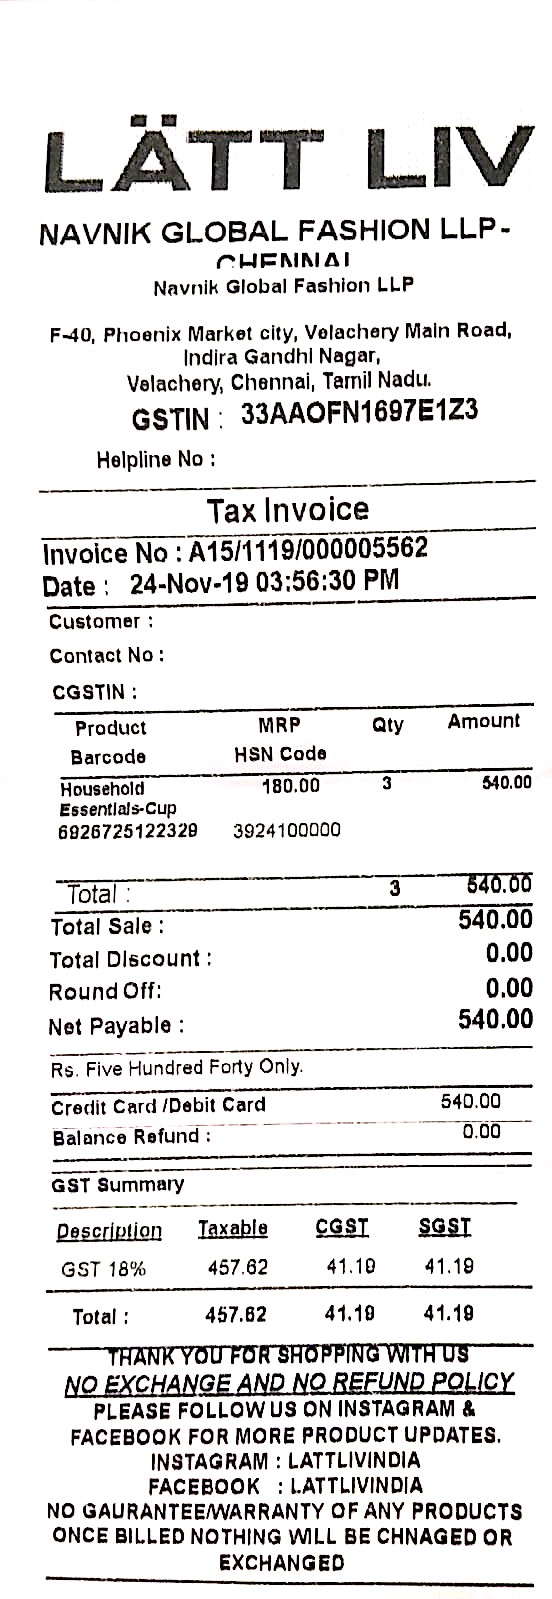 LÄTT LIV
NAVNIK GLOBAL FASHION LLP-
CHENNAI
Navnik Global Fashion LLP
F-40, Phoenix Market city, Velachery Main Road,
Indira Gandhi Nagar,
Velachery, Chennai, Tamil Nadu.
GSTIN : 33AAOFN1697E1Z3
Helpline No :
Tax Invoice
Invoice No : A15/1119/000005562
Date : 24-Nov-19 03:56:30 PM
Customer :
Contact No :
CGSTIN :
Product MRP Qty Amount
Barcode HSN Code
Household 180.00 3 540.00
Essentials-Cup
6926725122329 3924100000
Total : 3 540.00
Total Sale : 540.00
Total Discount : 0.00
Round Off: 0.00
Net Payable : 540.00
Rs. Five Hundred Forty Only.
Credit Card /Debit Card 540.00
Balance Refund : 0.00
GST Summary
Description Taxable CGST SGST
GST 18% 457.62 41.19 41.19
Total : 457.62 41.19 41.19
THANK YOU FOR SHOPPING WITH US
NO EXCHANGE AND NO REFUND POLICY
PLEASE FOLLOW US ON INSTAGRAM &
FACEBOOK FOR MORE PRODUCT UPDATES.
INSTAGRAM : LATTLIVINDIA
FACEBOOK : LATTLIVINDIA
NO GAURANTEE/WARRANTY OF ANY PRODUCTS
ONCE BILLED NOTHING WILL BE CHNAGED OR
EXCHANGED